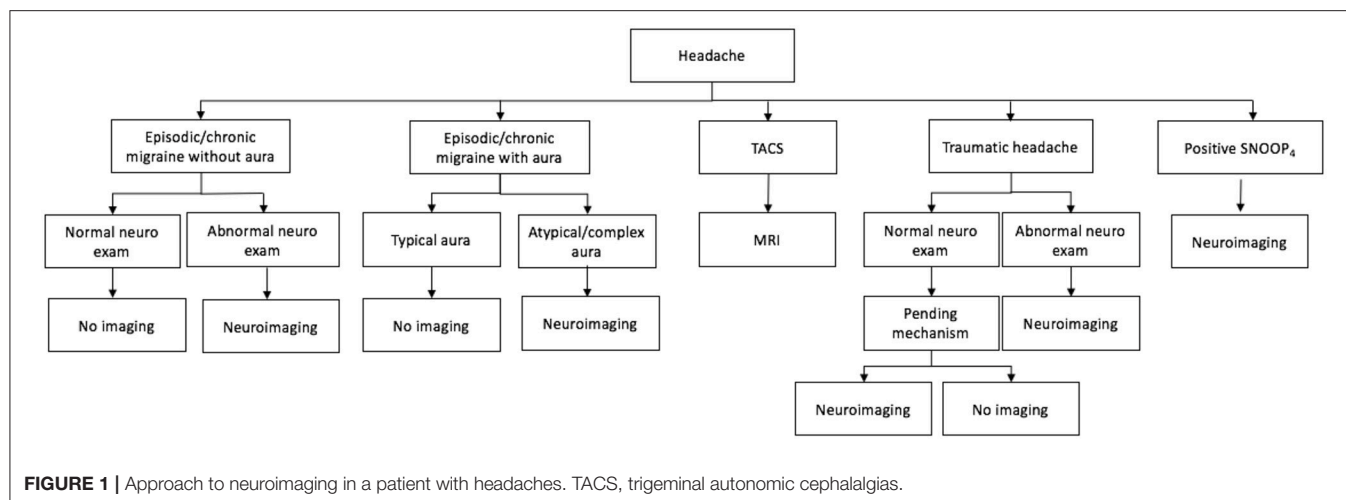 Headache
Episodic/chronic
migraine without aura
Episodic/chronic
migraine with aura
TACS
Traumatic headache
Positive SNOOP₄
Normal neuro
exam
Abnormal neuro
exam
Typical aura
Atypical/complex
aura
MRI
Normal neuro
exam
Abnormal neuro
exam
Neuroimaging
No imaging
Neuroimaging
No imaging
Neuroimaging
Pending
mechanism
Neuroimaging
Neuroimaging
No imaging
FIGURE 1 | Approach to neuroimaging in a patient with headaches. TACS, trigeminal autonomic cephalalgias.